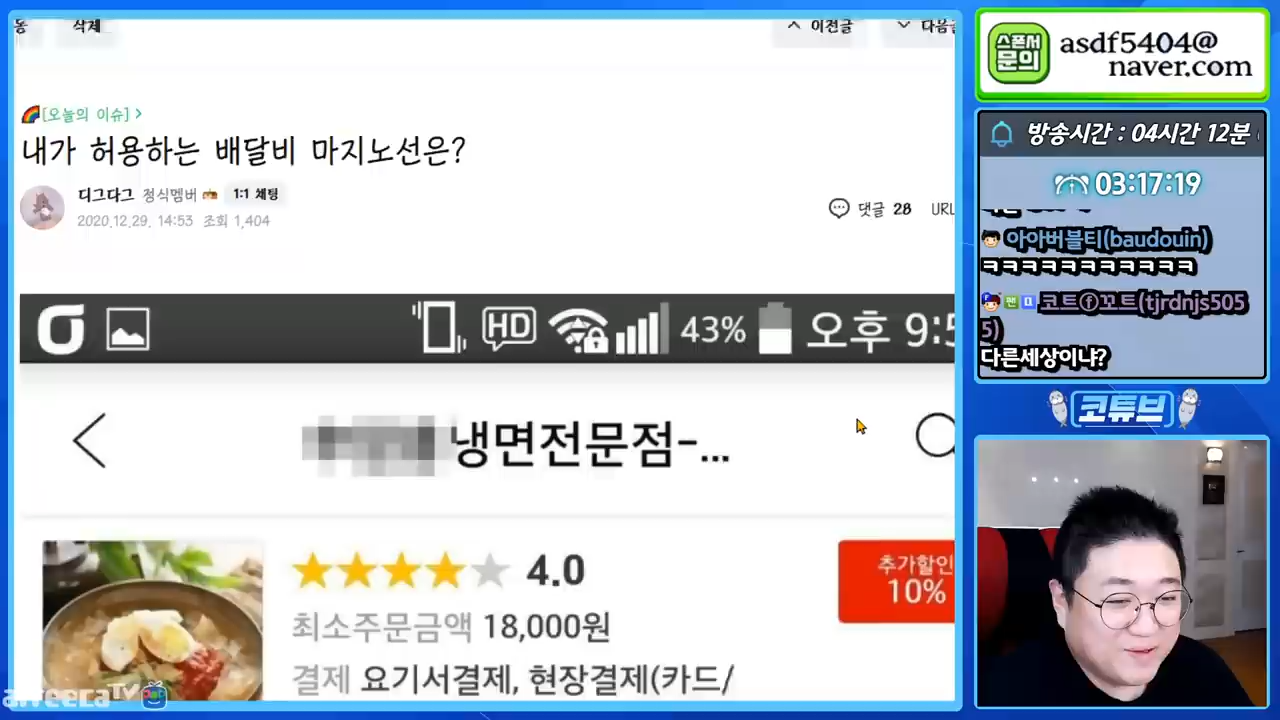 동 삭제 이전글 다음글
[오늘의 이슈] >
내가 허용하는 배달비 마지노선은?
디그다그 정식멤버 1:1 채팅
2020.12.29. 14:53 조회 1,404
댓글 28 URL
HD 43% 오후 9:5
냉면전문점-...
4.0
추가할인
10%
최소주문금액 18,000원
결제 요기서결제, 현장결제(카드/
afreecaTV
스폰서
문의
asdf5404@
naver.com
방송시간 : 04시간 12분
03:17:19
아아버블티(baudouin)
ㅋㅋㅋㅋㅋㅋㅋㅋㅋㅋㅋ
팬 코트ⓕ꼬트(tjrdnjs505
5)
다른세상이냐?
코튜브